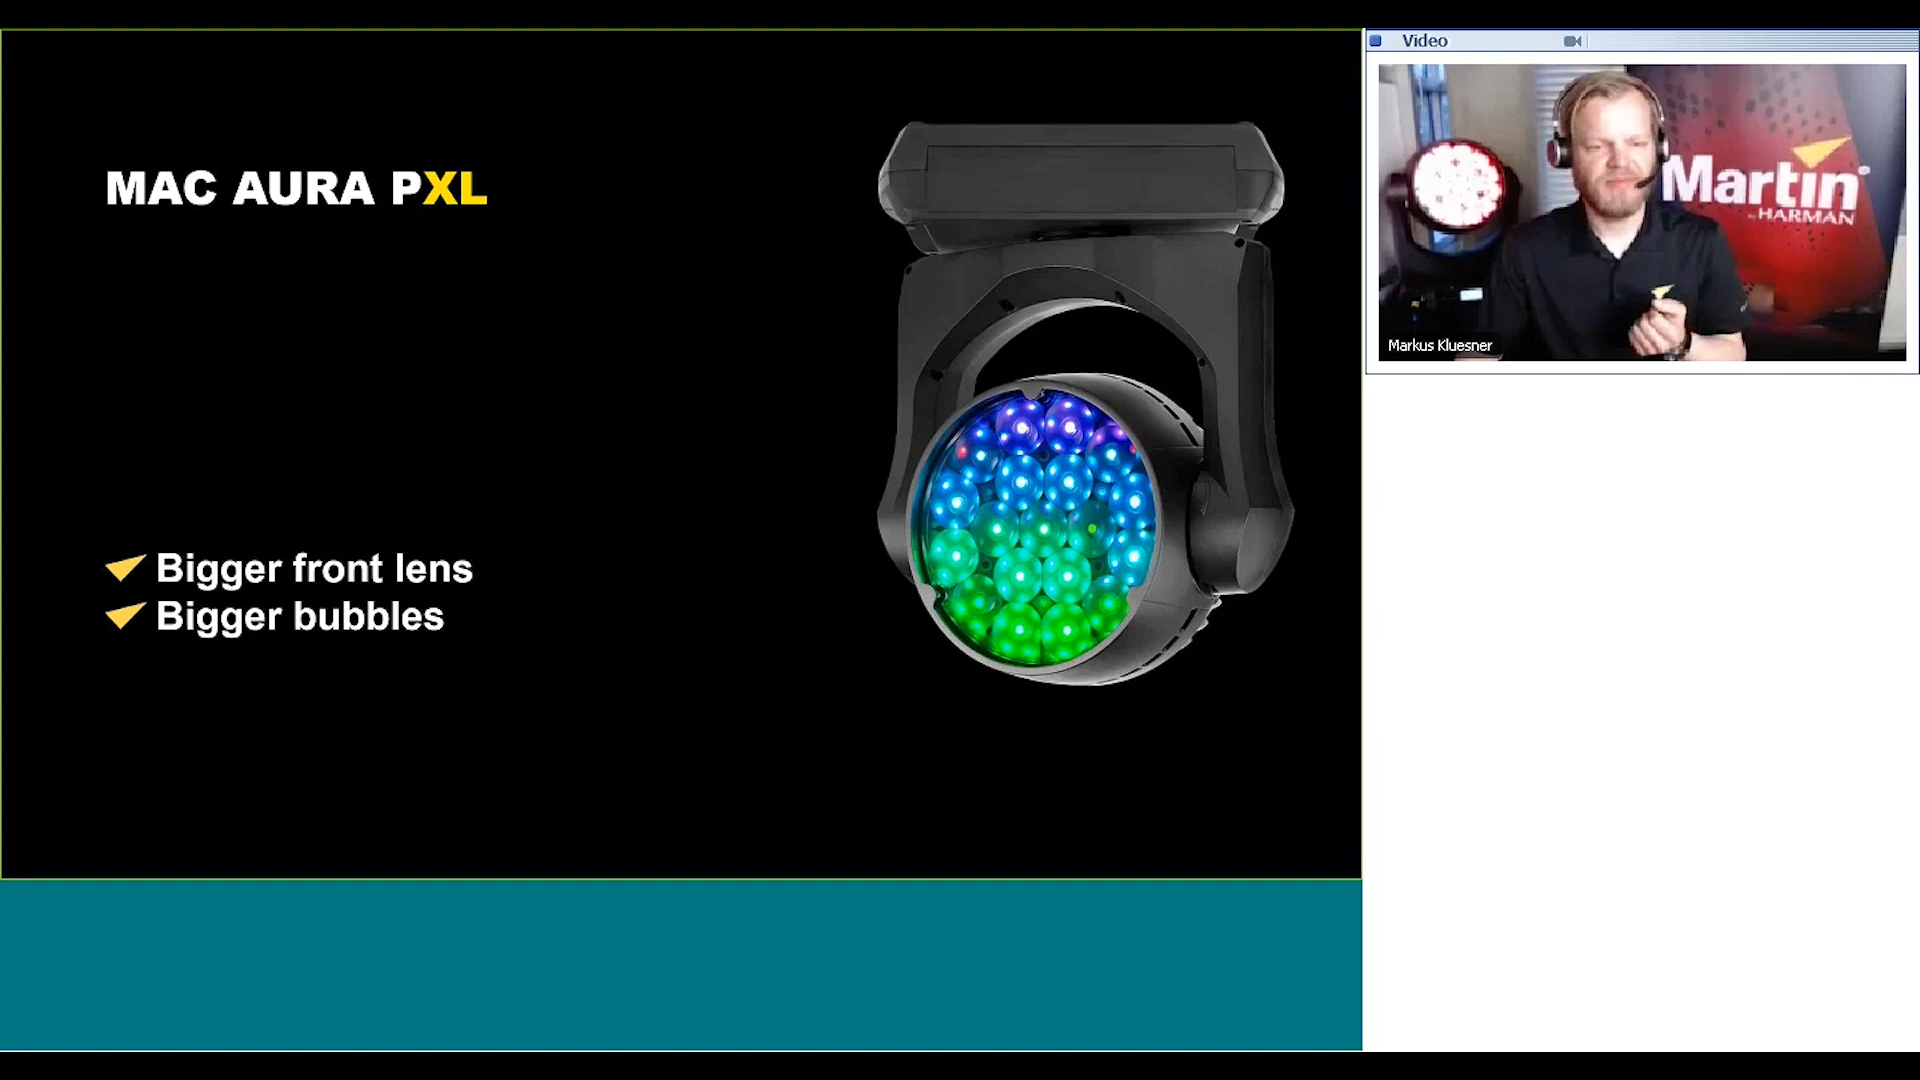 MAC AURA PXL
Bigger front lens
Bigger bubbles
Video
Martin®
by HARMAN
Markus Kluesner